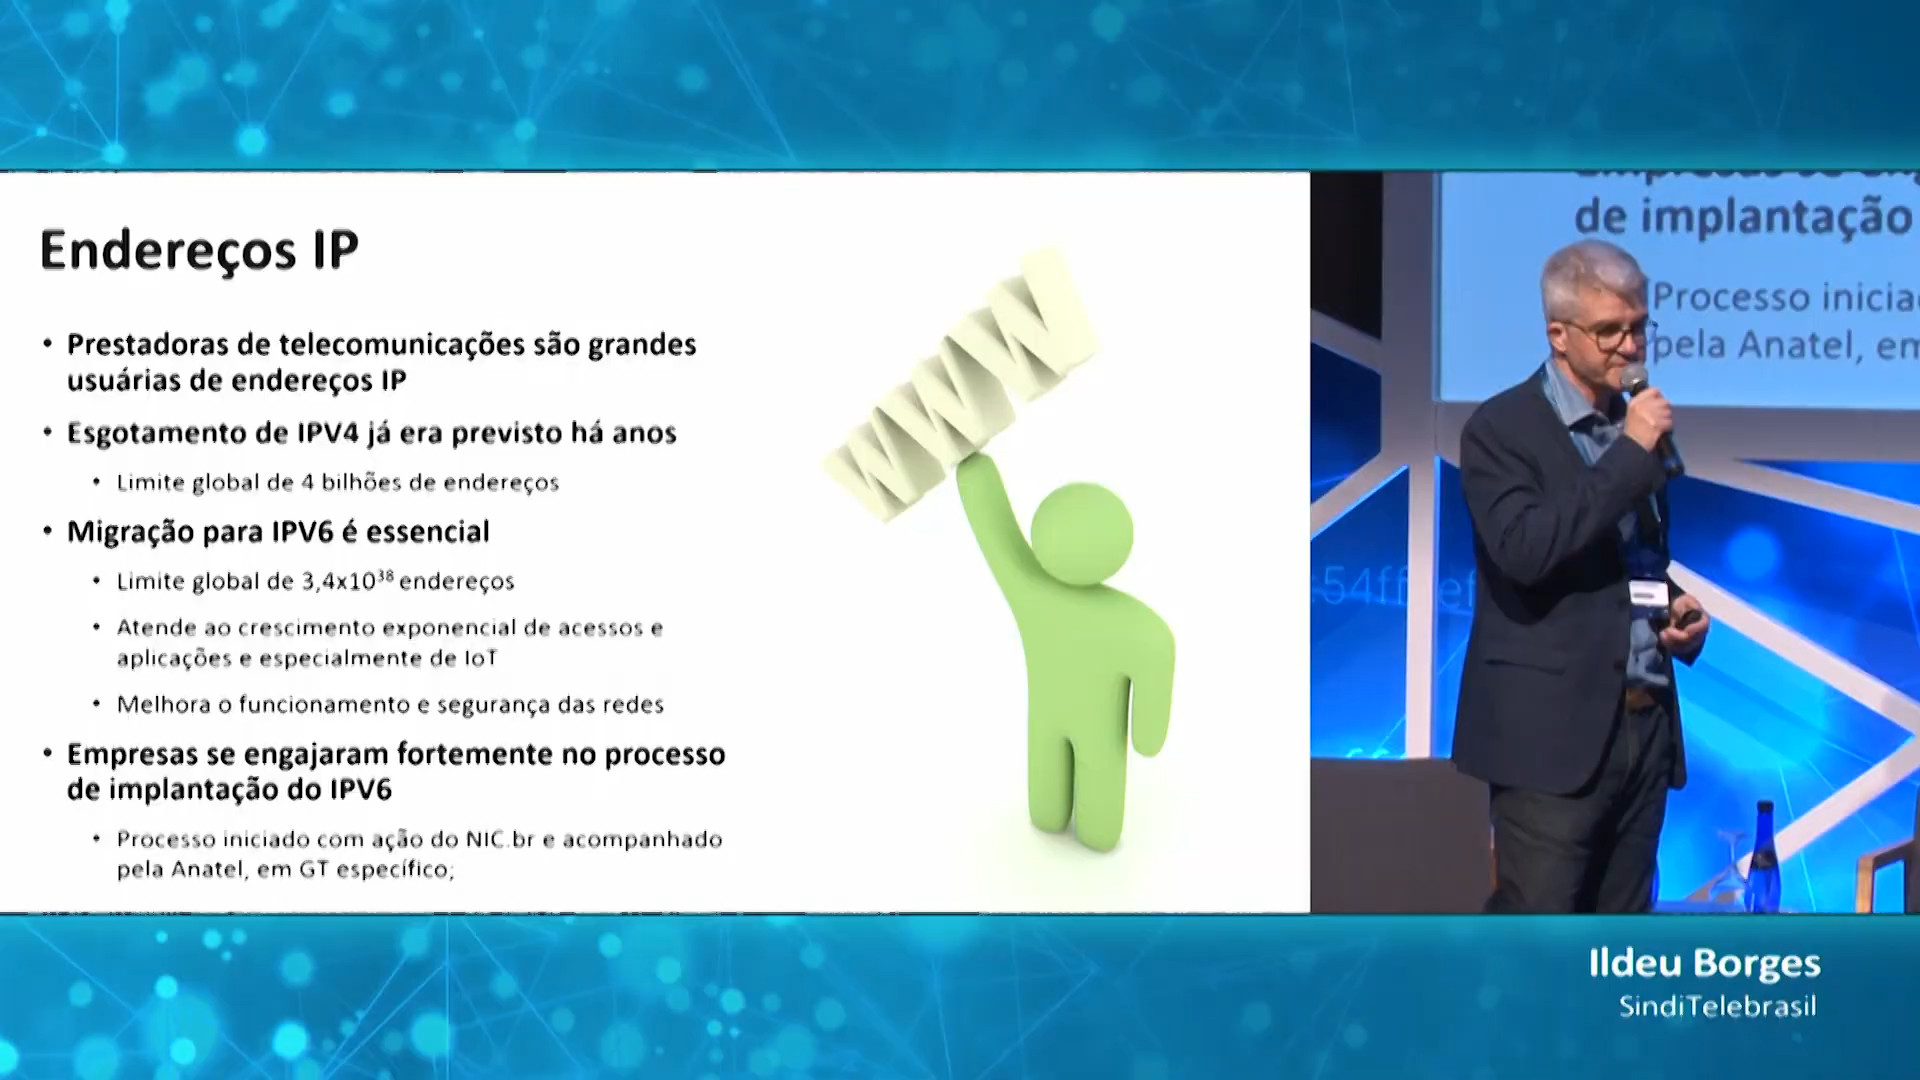 Endereços IP
• Prestadoras de telecomunicações são grandes
usuárias de endereços IP
• Esgotamento de IPV4 já era previsto há anos
• Limite global de 4 bilhões de endereços
• Migração para IPV6 é essencial
• Limite global de 3,4x10³⁸ endereços
• Atende ao crescimento exponencial de acessos e
aplicações e especialmente de IoT
• Melhora o funcionamento e segurança das redes
• Empresas se engajaram fortemente no processo
de implantação do IPV6
• Processo iniciado com ação do NIC.br e acompanhado
pela Anatel, em GT específico;
WWW
de implantação
Processo inicia
pela Anatel, em
Ildeu Borges
SindiTelebrasil